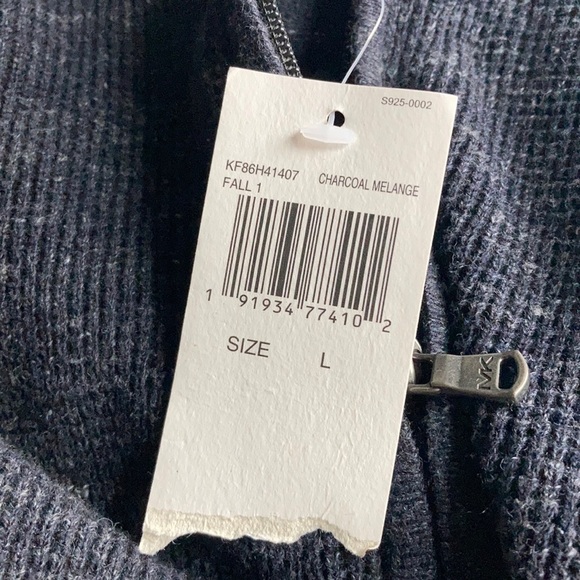 S925-0002
KF86H41407 CHARCOAL MELANGE
FALL 1
1 91934 77410 2
SIZE L
MK